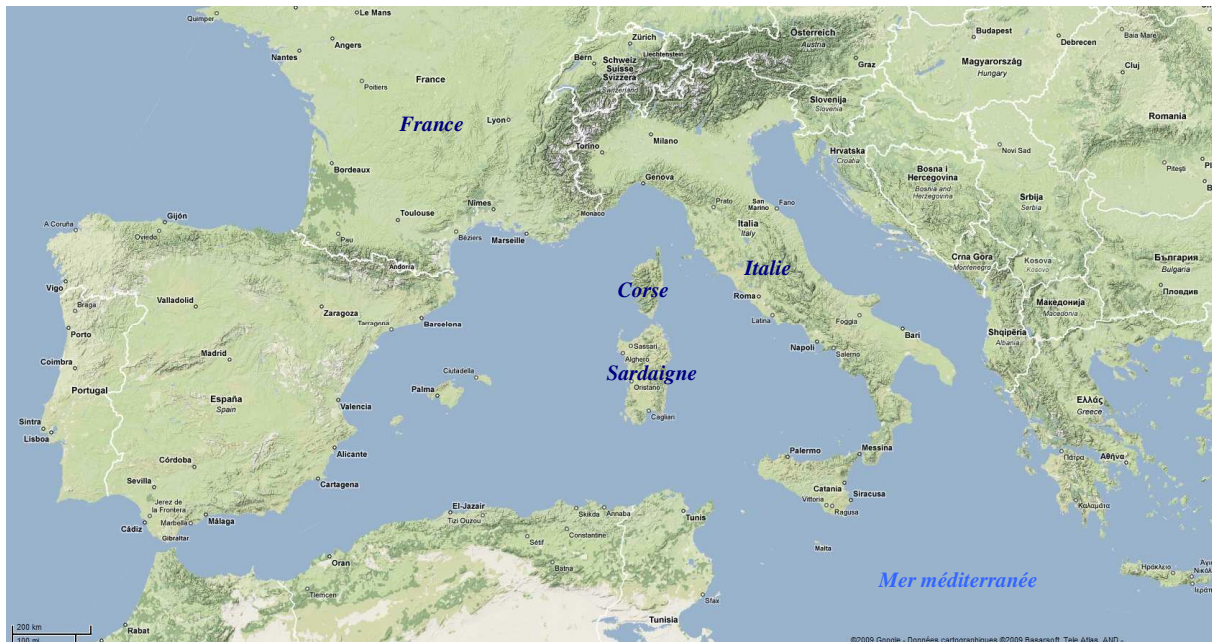 Quimper
Le Mans
Angers
Nantes
France
Poitiers
France
Lyon
Bordeaux
Toulouse
Nîmes
Pau
Béziers
Marseille
Monaco
Andorra
Zürich
Bern
Schweiz
Suisse
Svizzera
Switzerland
Liechtenstein
Österreich
Austria
Graz
Budapest
Magyarország
Hungary
Debrecen
Baia Mare
Cluj
Romania
Piteşti
Slovenija
Slovenia
Hrvatska
Croatia
Novi Sad
Bosna i
Hercegovina
Bosnia and
Herzegovina
Srbija
Serbia
Crna Gora
Montenegro
Kosova
Kosovo
България
Bulgaria
Пловдив
Македонија
Macedonia
Shqipëria
Albania
Ελλάς
Greece
Πάτρα
Αθήνα
Καλαμάτα
Ηράκλειο
Milano
Torino
Genova
Prato
San
Marino
Fano
Italia
Italy
Italie
Roma
Latina
Foggia
Bari
Napoli
Salerno
Corse
Sassari
Alghero
Sardaigne
Oristano
Cagliari
Palermo
Messina
Catania
Siracusa
Vittoria
Ragusa
Malta
Mer méditerranée
A Coruña
Gijón
Oviedo
Vigo
Braga
Porto
Coimbra
Portugal
Sintra
Lisboa
Valladolid
Zaragoza
Tarragona
Barcelona
Madrid
España
Spain
Ciutadella
Palma
Valencia
Alicante
Córdoba
Sevilla
Cartagena
Jerez de
la Frontera
Cádiz
Marbella
Málaga
Gibraltar
El-Jazair
Tizi Ouzou
Skikda
Annaba
Constantine
Sétif
Batna
Tunis
Sfax
Tunisia
Oran
Tlemcen
Rabat
200 km
100 mi
©2009 Google - Données cartographiques ©2009 Basarsoft, Tele Atlas, AND -